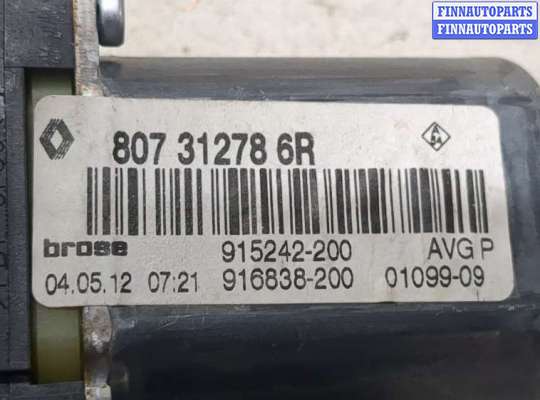 FINNAUTOPARTS
FINNAUTOPARTS
807 31278 6R
brose 915242-200 AVG P
04.05.12 07:21 916838-200 01099-09